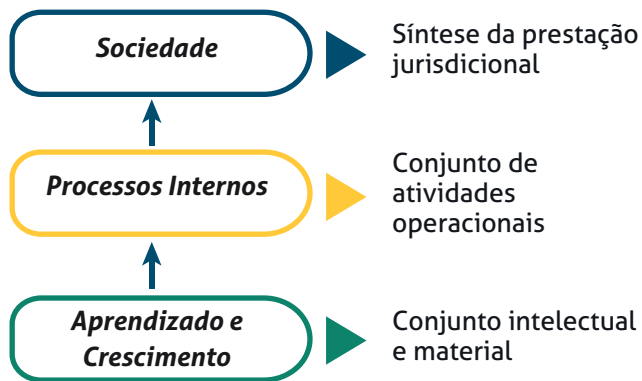 Sociedade
Síntese da prestação
jurisdicional
Processos Internos
Conjunto de
atividades
operacionais
Aprendizado e
Crescimento
Conjunto intelectual
e material